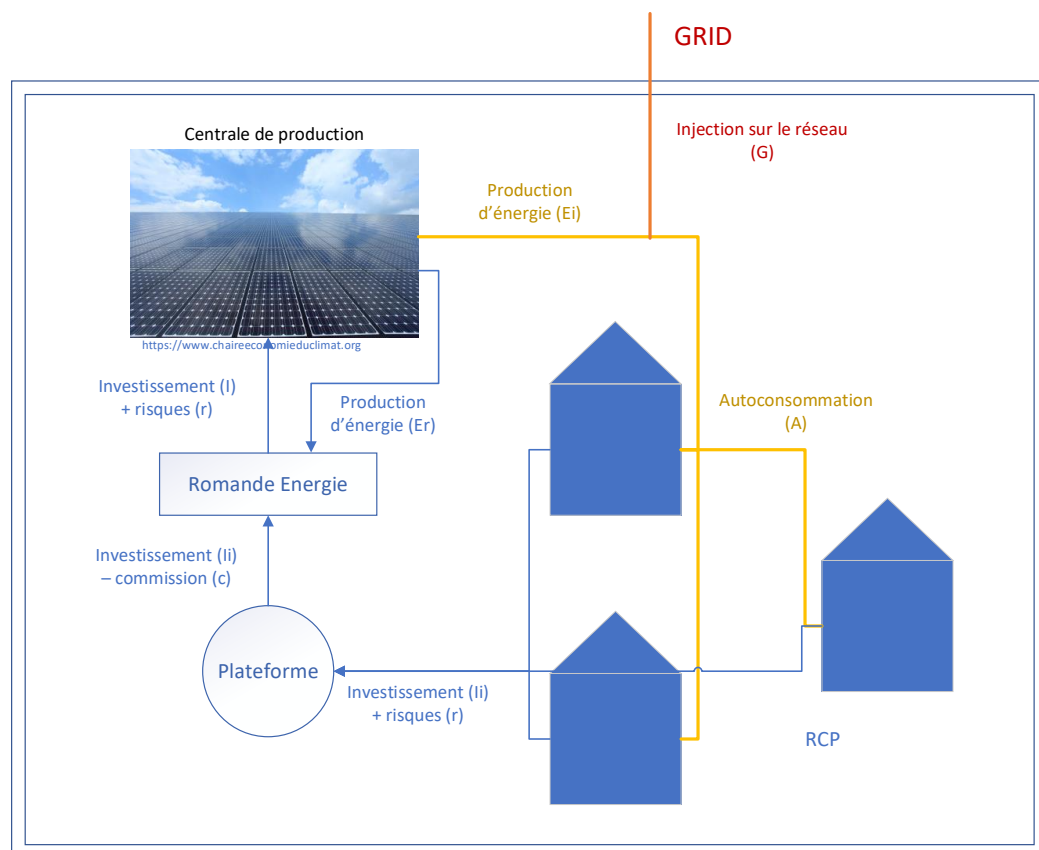 GRID
Injection sur le réseau
(G)
Centrale de production
Production
d’énergie (Ei)
https://www.chaireeconomieduclimat.org
Investissement (I)
+ risques (r)
Production
d’énergie (Er)
Autoconsommation
(A)
Romande Energie
Investissement (Ii)
– commission (c)
Plateforme
Investissement (Ii)
+ risques (r)
RCP